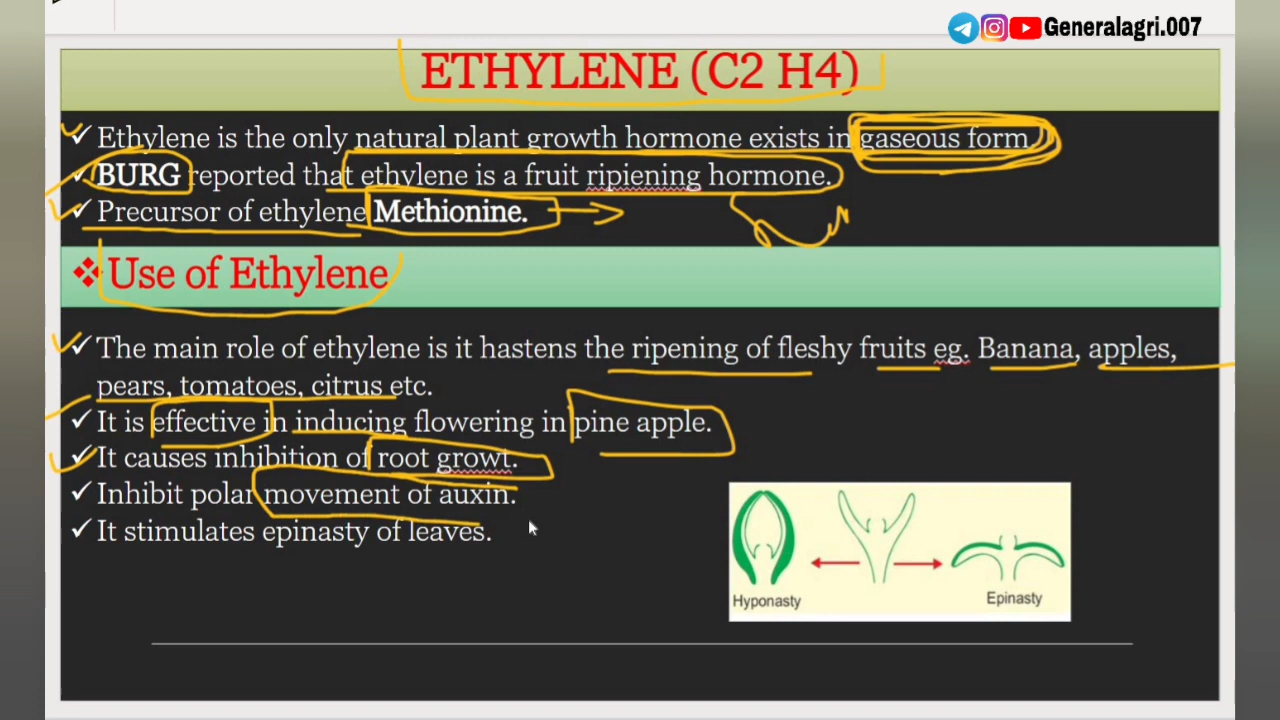 Generalagri.007
ETHYLENE (C2 H4)
✓ Ethylene is the only natural plant growth hormone exists in gaseous form.
✓ BURG reported that ethylene is a fruit ripiening hormone.
✓ Precursor of ethylene Methionine.
❖ Use of Ethylene
✓ The main role of ethylene is it hastens the ripening of fleshy fruits eg. Banana, apples,
pears, tomatoes, citrus etc.
✓ It is effective in inducing flowering in pine apple.
✓ It causes inhibition of root growt.
✓ Inhibit polar movement of auxin.
✓ It stimulates epinasty of leaves.
Hyponasty
Epinasty